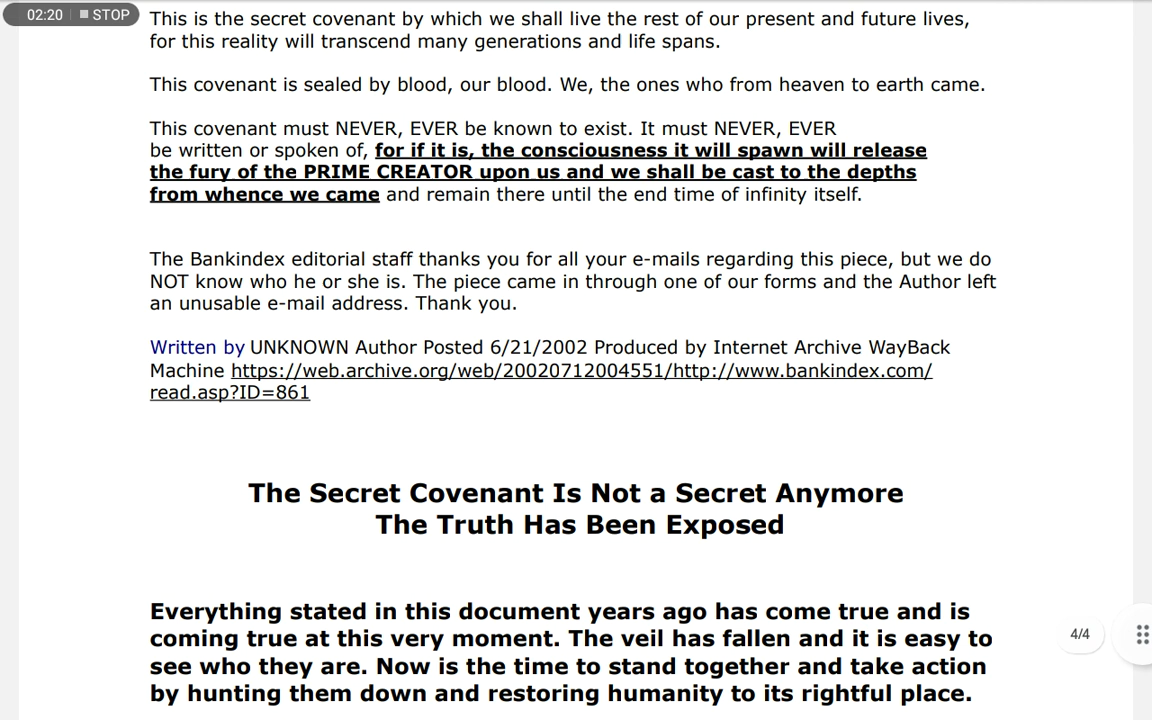 02:20 STOP
This is the secret covenant by which we shall live the rest of our present and future lives,
for this reality will transcend many generations and life spans.
This covenant is sealed by blood, our blood. We, the ones who from heaven to earth came.
This covenant must NEVER, EVER be known to exist. It must NEVER, EVER
be written or spoken of, for if it is, the consciousness it will spawn will release
the fury of the PRIME CREATOR upon us and we shall be cast to the depths
from whence we came and remain there until the end time of infinity itself.
The Bankindex editorial staff thanks you for all your e-mails regarding this piece, but we do
NOT know who he or she is. The piece came in through one of our forms and the Author left
an unusable e-mail address. Thank you.
Written by UNKNOWN Author Posted 6/21/2002 Produced by Internet Archive WayBack
Machine https://web.archive.org/web/20020712004551/http://www.bankindex.com/
read.asp?ID=861
The Secret Covenant Is Not a Secret Anymore
The Truth Has Been Exposed
Everything stated in this document years ago has come true and is
coming true at this very moment. The veil has fallen and it is easy to
see who they are. Now is the time to stand together and take action
by hunting them down and restoring humanity to its rightful place.
4/4